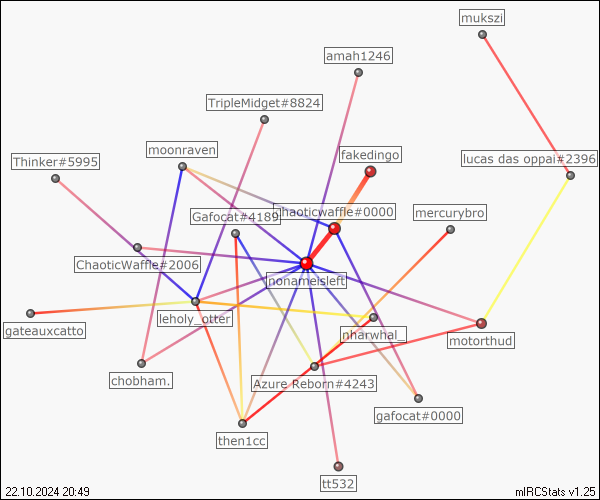 mukszi
amah1246
TripleMidget#8824
moonraven
fakedingo
Thinker#5995
lucas das oppai#2396
Gafocat#4189
chaoticwaffle#0000
mercurybro
ChaoticWaffle#2006
nonameisleft
leholy_otter
gateauxcatto
nharwhal_
motorthud
chobham.
Azure Reborn#4243
gafocat#0000
then1cc
tt532
22.10.2024 20:49
mIRCStats v1.25